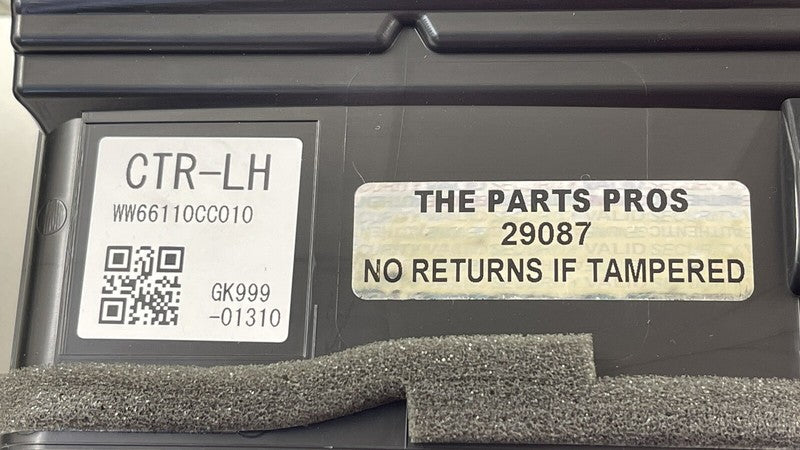 CTR-LH
WW66110CC010
GK999
-01310
THE PARTS PROS
29087
NO RETURNS IF TAMPERED